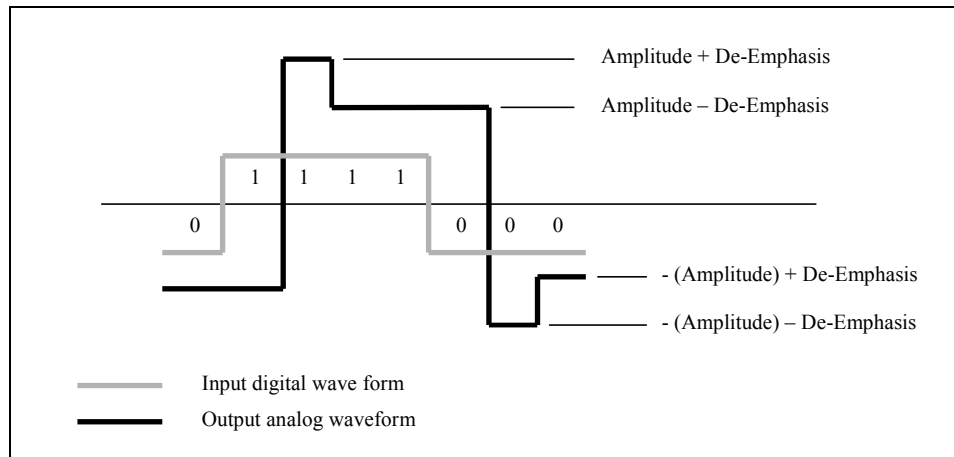 Amplitude + De-Emphasis
Amplitude – De-Emphasis
1 1 1 1
0 0 0 0
- (Amplitude) + De-Emphasis
- (Amplitude) – De-Emphasis
Input digital wave form
Output analog waveform